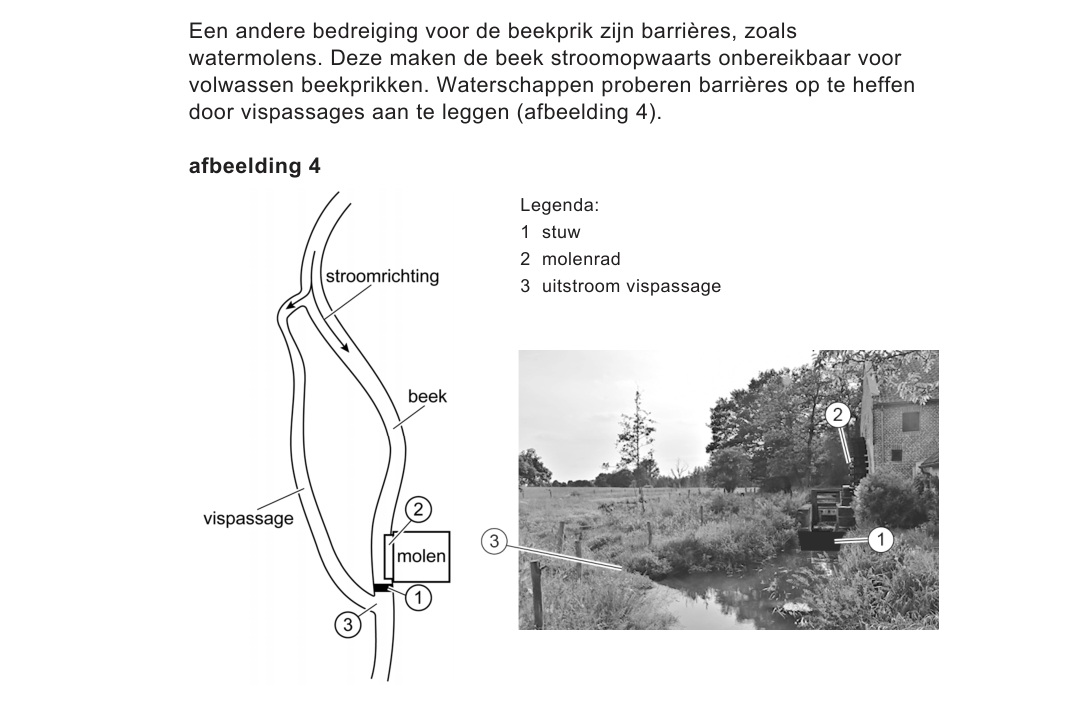 Een andere bedreiging voor de beekprik zijn barrières, zoals
watermolens. Deze maken de beek stroomopwaarts onbereikbaar voor
volwassen beekprikken. Waterschappen proberen barrières op te heffen
door vispassages aan te leggen (afbeelding 4).
afbeelding 4
Legenda:
1 stuw
2 molenrad
3 uitstroom vispassage
stroomrichting
beek
vispassage
2
molen
1
3
2
1
3